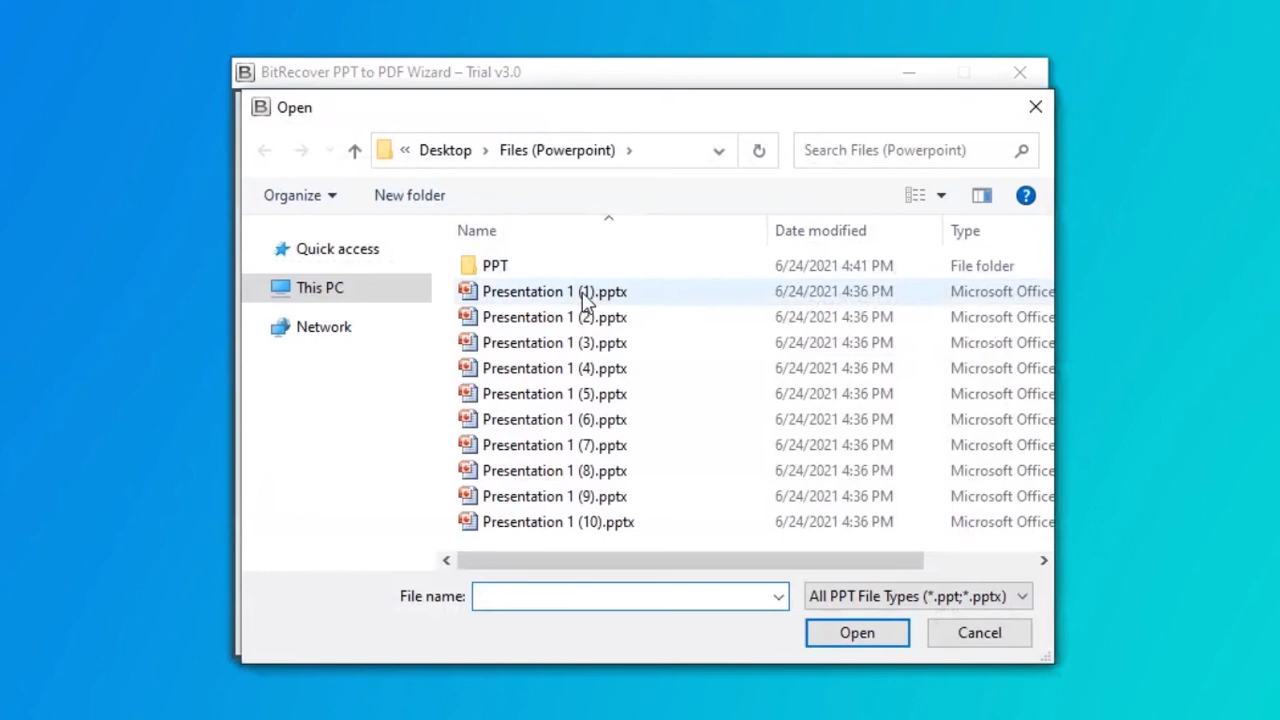 BitRecover PPT to PDF Wizard – Trial v3.0
Open
« Desktop › Files (Powerpoint) ›
Search Files (Powerpoint)
Organize
New folder
Name Date modified Type
Quick access
This PC
Network
PPT 6/24/2021 4:41 PM File folder
Presentation 1 (1).pptx 6/24/2021 4:36 PM Microsoft Office
Presentation 1 (2).pptx 6/24/2021 4:36 PM Microsoft Office
Presentation 1 (3).pptx 6/24/2021 4:36 PM Microsoft Office
Presentation 1 (4).pptx 6/24/2021 4:36 PM Microsoft Office
Presentation 1 (5).pptx 6/24/2021 4:36 PM Microsoft Office
Presentation 1 (6).pptx 6/24/2021 4:36 PM Microsoft Office
Presentation 1 (7).pptx 6/24/2021 4:36 PM Microsoft Office
Presentation 1 (8).pptx 6/24/2021 4:36 PM Microsoft Office
Presentation 1 (9).pptx 6/24/2021 4:36 PM Microsoft Office
Presentation 1 (10).pptx 6/24/2021 4:36 PM Microsoft Office
File name:
All PPT File Types (*.ppt;*.pptx)
Open
Cancel